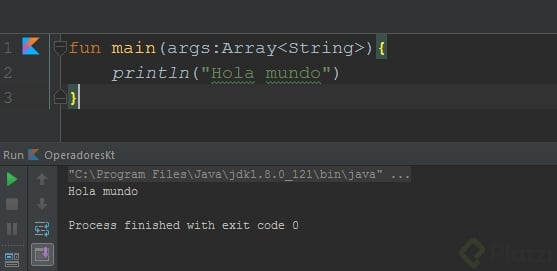 1 fun main(args:Array<String>){
2 println("Hola mundo")
3 }
Run OperadoresKt
"C:\Program Files\Java\jdk1.8.0_121\bin\java" ...
Hola mundo
Process finished with exit code 0
Platzi